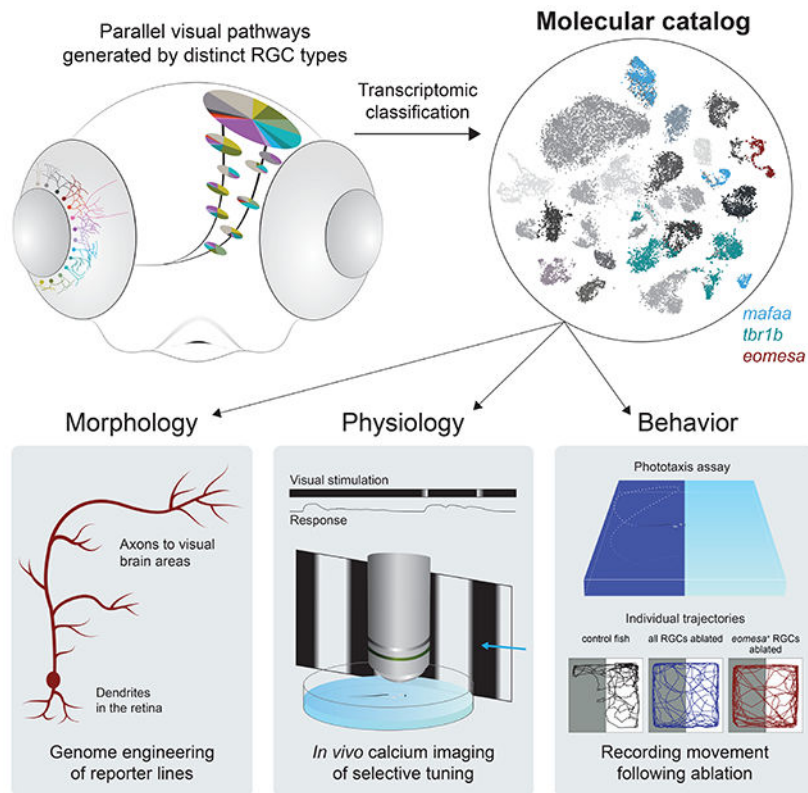 Parallel visual pathways
generated by distinct RGC types
Molecular catalog
Transcriptomic
classification
mafaa
tbr1b
eomesa
Morphology
Axons to visual
brain areas
Dendrites
in the retina
Genome engineering
of reporter lines
Physiology
Visual stimulation
Response
In vivo calcium imaging
of selective tuning
Behavior
Phototaxis assay
Individual trajectories
control fish
all RGCs ablated
eomesa⁺ RGCs
ablated
Recording movement
following ablation